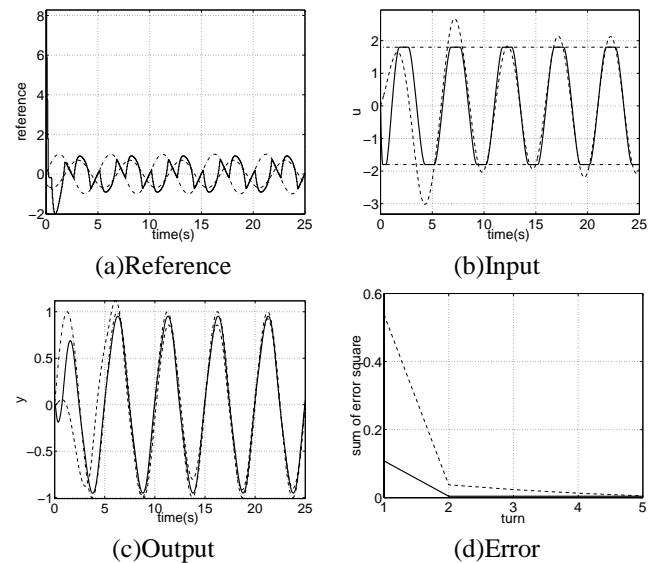 8
6
4
2
0
−2
reference
0 5 10 15 20 25
time(s)
(a)Reference
2
1
0
−1
−2
−3
u
0 5 10 15 20 25
time(s)
(b)Input
1
0.5
0
−0.5
−1
y
0 5 10 15 20 25
time(s)
(c)Output
0.6
0.4
0.2
0
sum of error square
1 2 3 4 5
turn
(d)Error